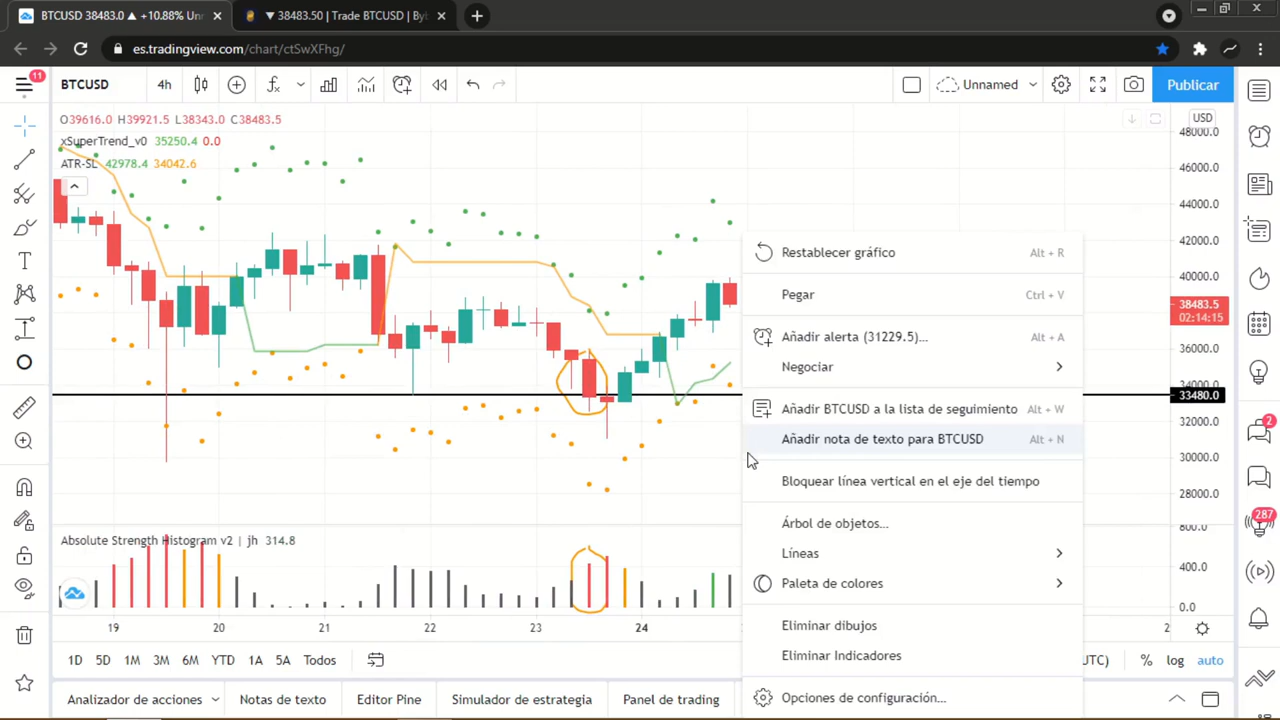 BTCUSD 38483.0 ▲ +10.88% Un
▼ 38483.50 | Trade BTCUSD | Byb
es.tradingview.com/chart/ctSwXFhg/
11
BTCUSD
4h
Unnamed
Publicar
O39616.0 H39921.5 L38343.0 C38483.5
xSuperTrend_v0 35250.4 0.0
ATR-SL 42978.4 34042.6
USD
48000.0
46000.0
44000.0
42000.0
40000.0
38483.5
02:14:15
36000.0
34000.0
33480.0
30000.0
28000.0
Restablecer gráfico Alt + R
Pegar Ctrl + V
Añadir alerta (31229.5)... Alt + A
Negociar
Añadir BTCUSD a la lista de seguimiento Alt + W
Añadir nota de texto para BTCUSD Alt + N
Bloquear línea vertical en el eje del tiempo
Árbol de objetos...
Líneas
Paleta de colores
Eliminar dibujos
Eliminar Indicadores
Opciones de configuración...
Absolute Strength Histogram v2 | jh 314.8
800.0
400.0
0.0
19 20 21 22 23 24 2
1D 5D 1M 3M 6M YTD 1A 5A Todos
UTC) % log auto
Analizador de acciones Notas de texto Editor Pine Simulador de estrategia Panel de trading
2
287